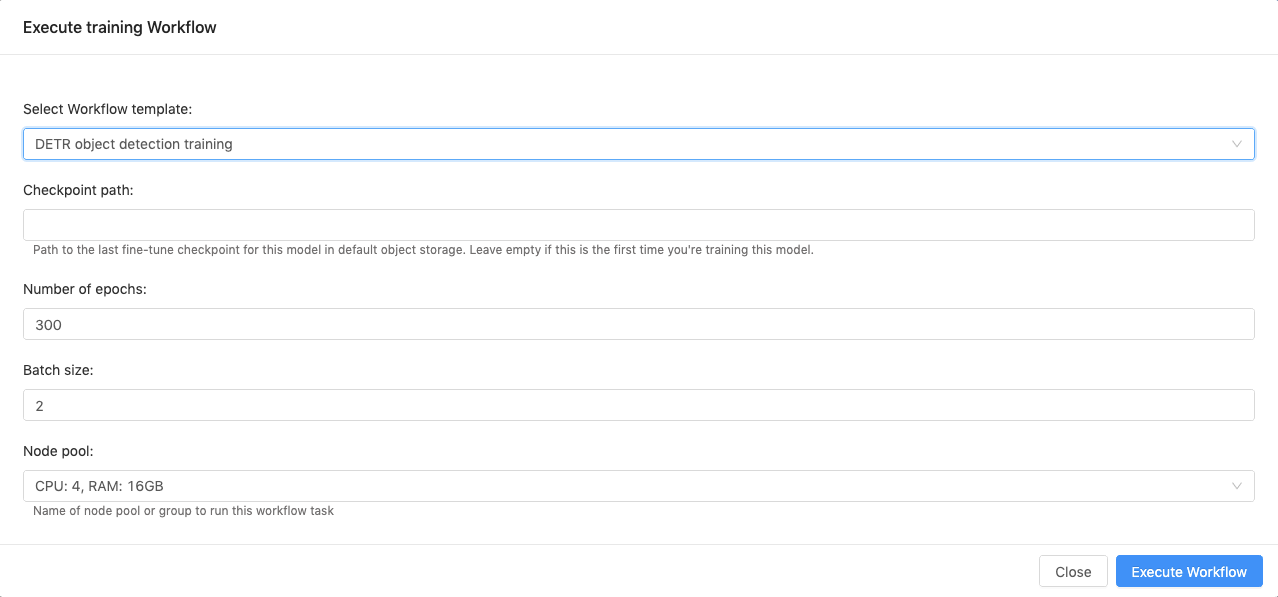 Execute training Workflow
Select Workflow template:
DETR object detection training
Checkpoint path:
Path to the last fine-tune checkpoint for this model in default object storage. Leave empty if this is the first time you're training this model.
Number of epochs:
300
Batch size:
2
Node pool:
CPU: 4, RAM: 16GB
Name of node pool or group to run this workflow task
Close
Execute Workflow